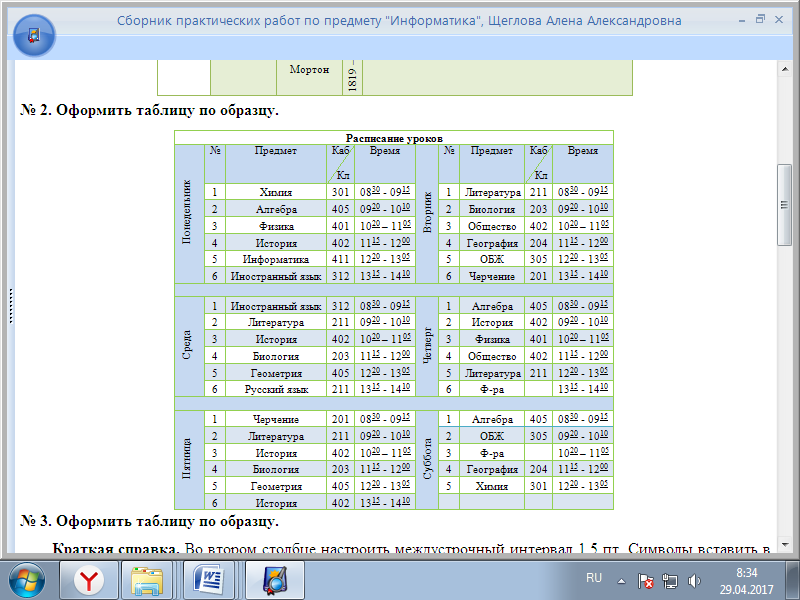 Сборник практических работ по предмету "Информатика", Щеглова Алена Александровна
Мортон
1819 –
№ 2. Оформить таблицу по образцу.
Расписание уроков
№ Предмет Каб Время № Предмет Каб Время
Кл Кл
Понедельник Вторник
1 Химия 301 08³⁰ - 09¹⁵ 1 Литература 211 08³⁰ - 09¹⁵
2 Алгебра 405 09²⁰ - 10¹⁰ 2 Биология 203 09²⁰ - 10¹⁰
3 Физика 401 10²⁰ – 11⁰⁵ 3 Общество 402 10²⁰ – 11⁰⁵
4 История 402 11¹⁵ - 12⁰⁰ 4 География 204 11¹⁵ - 12⁰⁰
5 Информатика 411 12²⁰ - 13⁰⁵ 5 ОБЖ 305 12²⁰ - 13⁰⁵
6 Иностранный язык 312 13¹⁵ - 14¹⁰ 6 Черчение 201 13¹⁵ - 14¹⁰
Среда Четверг
1 Иностранный язык 312 08³⁰ - 09¹⁵ 1 Алгебра 405 08³⁰ - 09¹⁵
2 Литература 211 09²⁰ - 10¹⁰ 2 История 402 09²⁰ - 10¹⁰
3 История 402 10²⁰ – 11⁰⁵ 3 Физика 401 10²⁰ – 11⁰⁵
4 Биология 203 11¹⁵ - 12⁰⁰ 4 Общество 402 11¹⁵ - 12⁰⁰
5 Геометрия 405 12²⁰ - 13⁰⁵ 5 Литература 211 12²⁰ - 13⁰⁵
6 Русский язык 211 13¹⁵ - 14¹⁰ 6 Ф-ра 13¹⁵ - 14¹⁰
Пятница Суббота
1 Черчение 201 08³⁰ - 09¹⁵ 1 Алгебра 405 08³⁰ - 09¹⁵
2 Литература 211 09²⁰ - 10¹⁰ 2 ОБЖ 305 09²⁰ - 10¹⁰
3 История 402 10²⁰ – 11⁰⁵ 3 Ф-ра 10²⁰ – 11⁰⁵
4 Биология 203 11¹⁵ - 12⁰⁰ 4 География 204 11¹⁵ - 12⁰⁰
5 Геометрия 405 12²⁰ - 13⁰⁵ 5 Химия 301 12²⁰ - 13⁰⁵
6 История 402 13¹⁵ - 14¹⁰
№ 3. Оформить таблицу по образцу.
Краткая справка. Во втором столбце настроить междустрочный интервал 1,5 пт. Символы вставить в
RU 8:34
29.04.2017